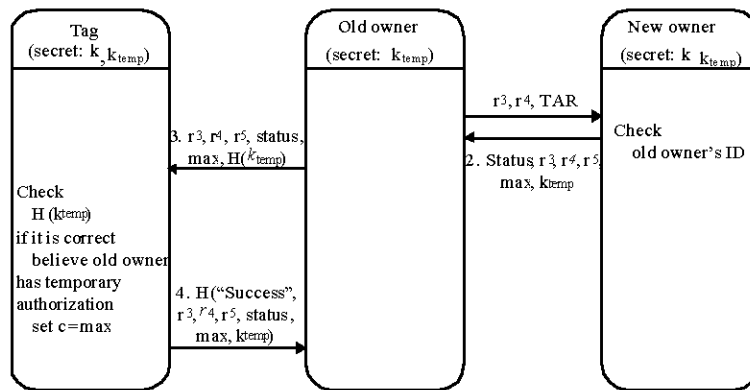 Tag
(secret: k, ktemp)
Old owner
(secret: ktemp)
New owner
(secret: k ktemp)
r3, r4, TAR
Check
old owner's ID
2. Status, r3, r4, r5,
max, ktemp
3. r3, r4, r5, status,
max, H(ktemp)
Check
H(ktemp)
if it is correct
believe old owner
has temporary
authorization
set c=max
4. H("Success",
r3, r4, r5, status,
max, ktemp)